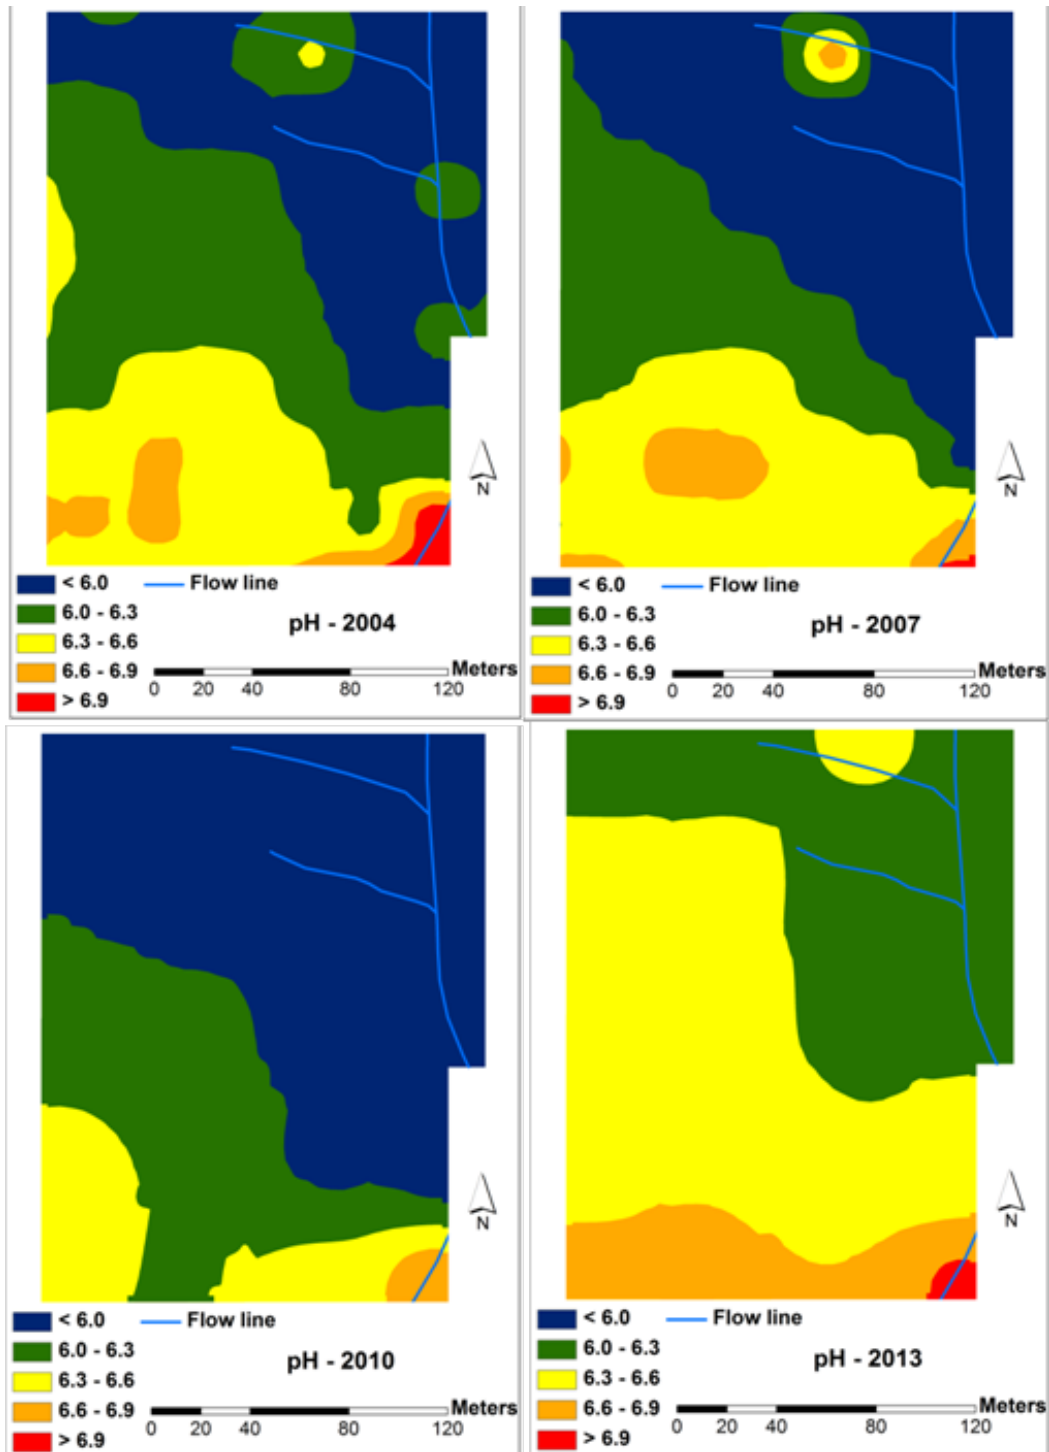 N
< 6.0 Flow line
6.0 - 6.3
pH - 2004
6.3 - 6.6
6.6 - 6.9 Meters
> 6.9 0 20 40 80 120
N
< 6.0 Flow line
6.0 - 6.3
pH - 2007
6.3 - 6.6
6.6 - 6.9 Meters
> 6.9 0 20 40 80 120
N
< 6.0 Flow line
6.0 - 6.3
pH - 2010
6.3 - 6.6
6.6 - 6.9 Meters
> 6.9 0 20 40 80 120
N
< 6.0 Flow line
6.0 - 6.3
pH - 2013
6.3 - 6.6
6.6 - 6.9 Meters
> 6.9 0 20 40 80 120